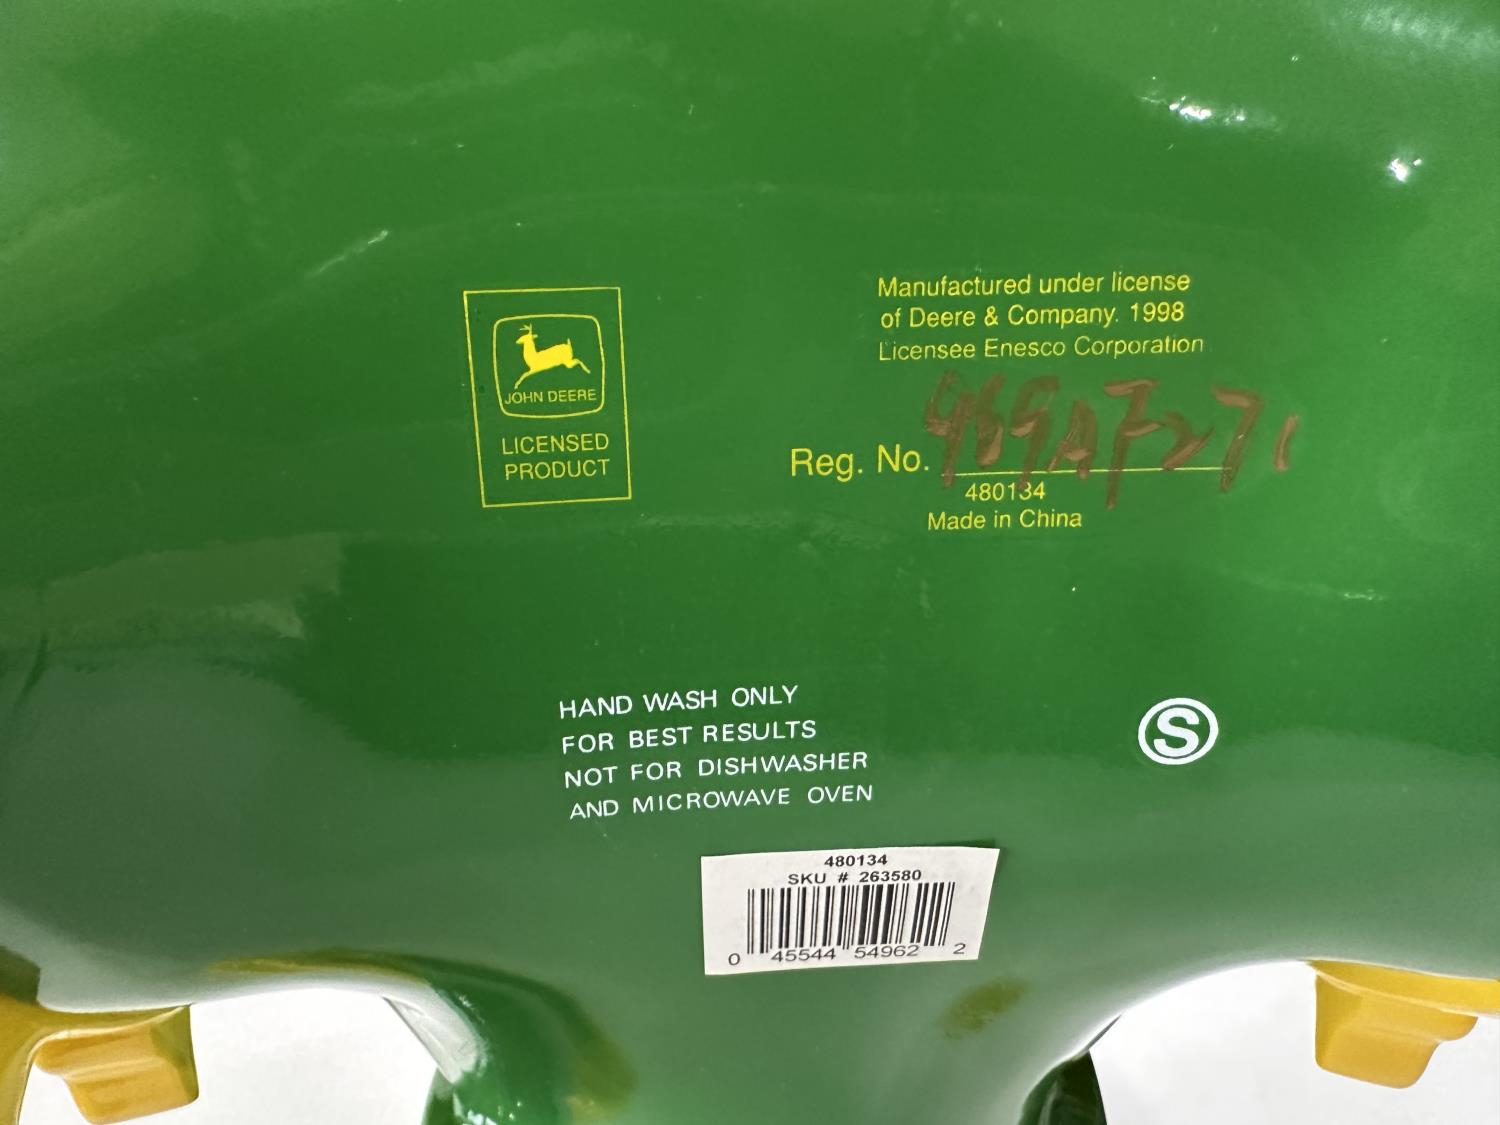 JOHN DEERE
LICENSED
PRODUCT
Manufactured under license
of Deere & Company. 1998
Licensee Enesco Corporation
Reg. No.
480134
Made in China
HAND WASH ONLY
FOR BEST RESULTS
NOT FOR DISHWASHER
AND MICROWAVE OVEN
S
480134
SKU # 263580
0 45544 54962 2